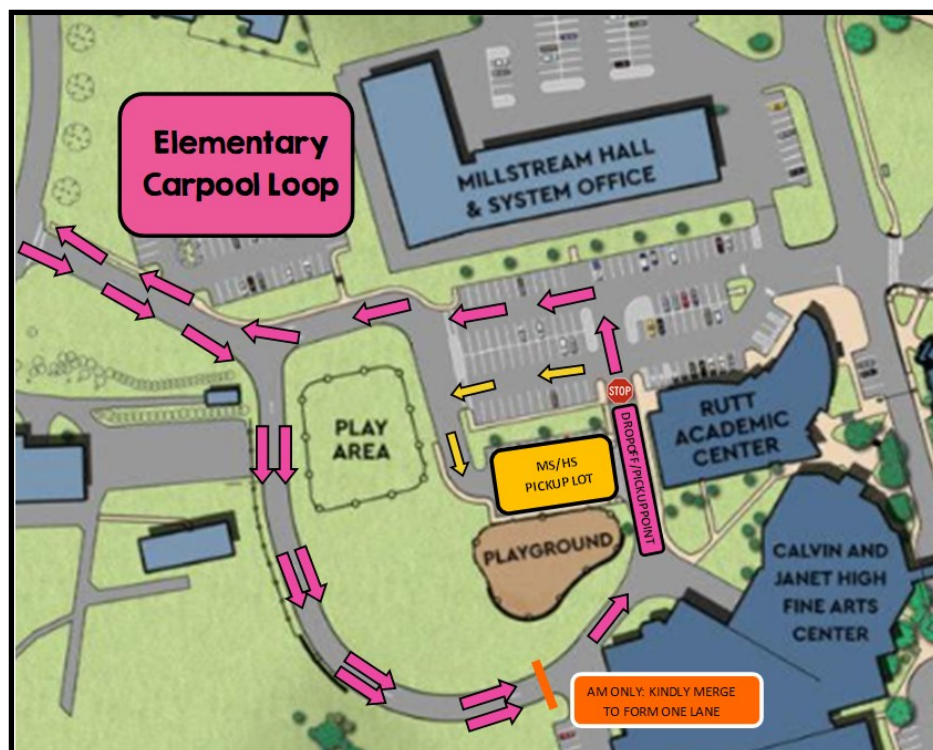 Elementary
Carpool Loop
MILLSTREAM HALL
& SYSTEM OFFICE
STOP
RUTT
ACADEMIC
CENTER
PLAY
AREA
MS/HS
PICKUP LOT
DROPOFF/PICKUP POINT
PLAYGROUND
CALVIN AND
JANET HIGH
FINE ARTS
CENTER
AM ONLY: KINDLY MERGE
TO FORM ONE LANE